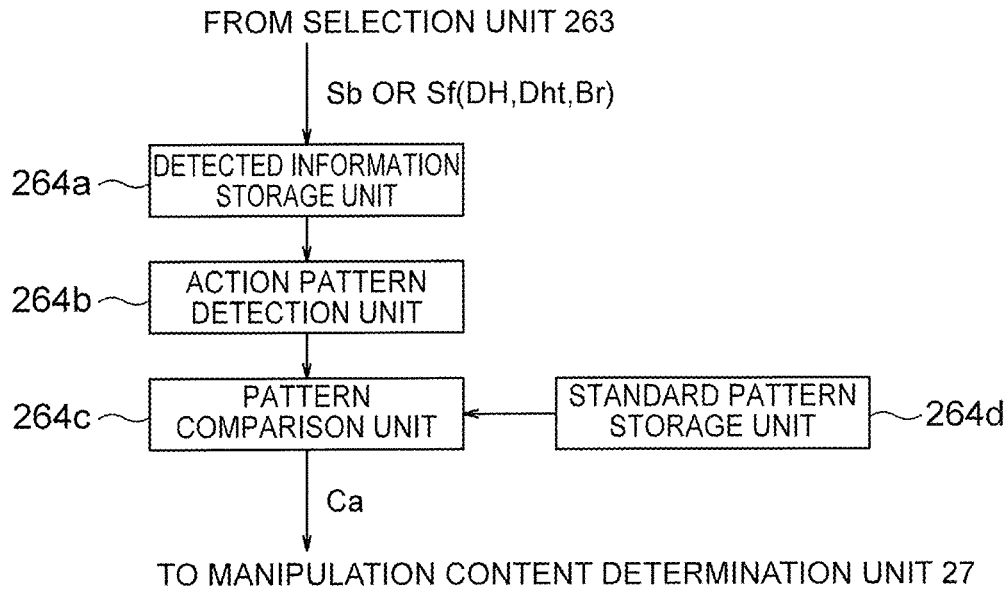 FROM SELECTION UNIT 263
Sb OR Sf(DH,Dht,Br)
264a
DETECTED INFORMATION
STORAGE UNIT
264b
ACTION PATTERN
DETECTION UNIT
264c
PATTERN
COMPARISON UNIT
STANDARD PATTERN
STORAGE UNIT
264d
Ca
TO MANIPULATION CONTENT DETERMINATION UNIT 27